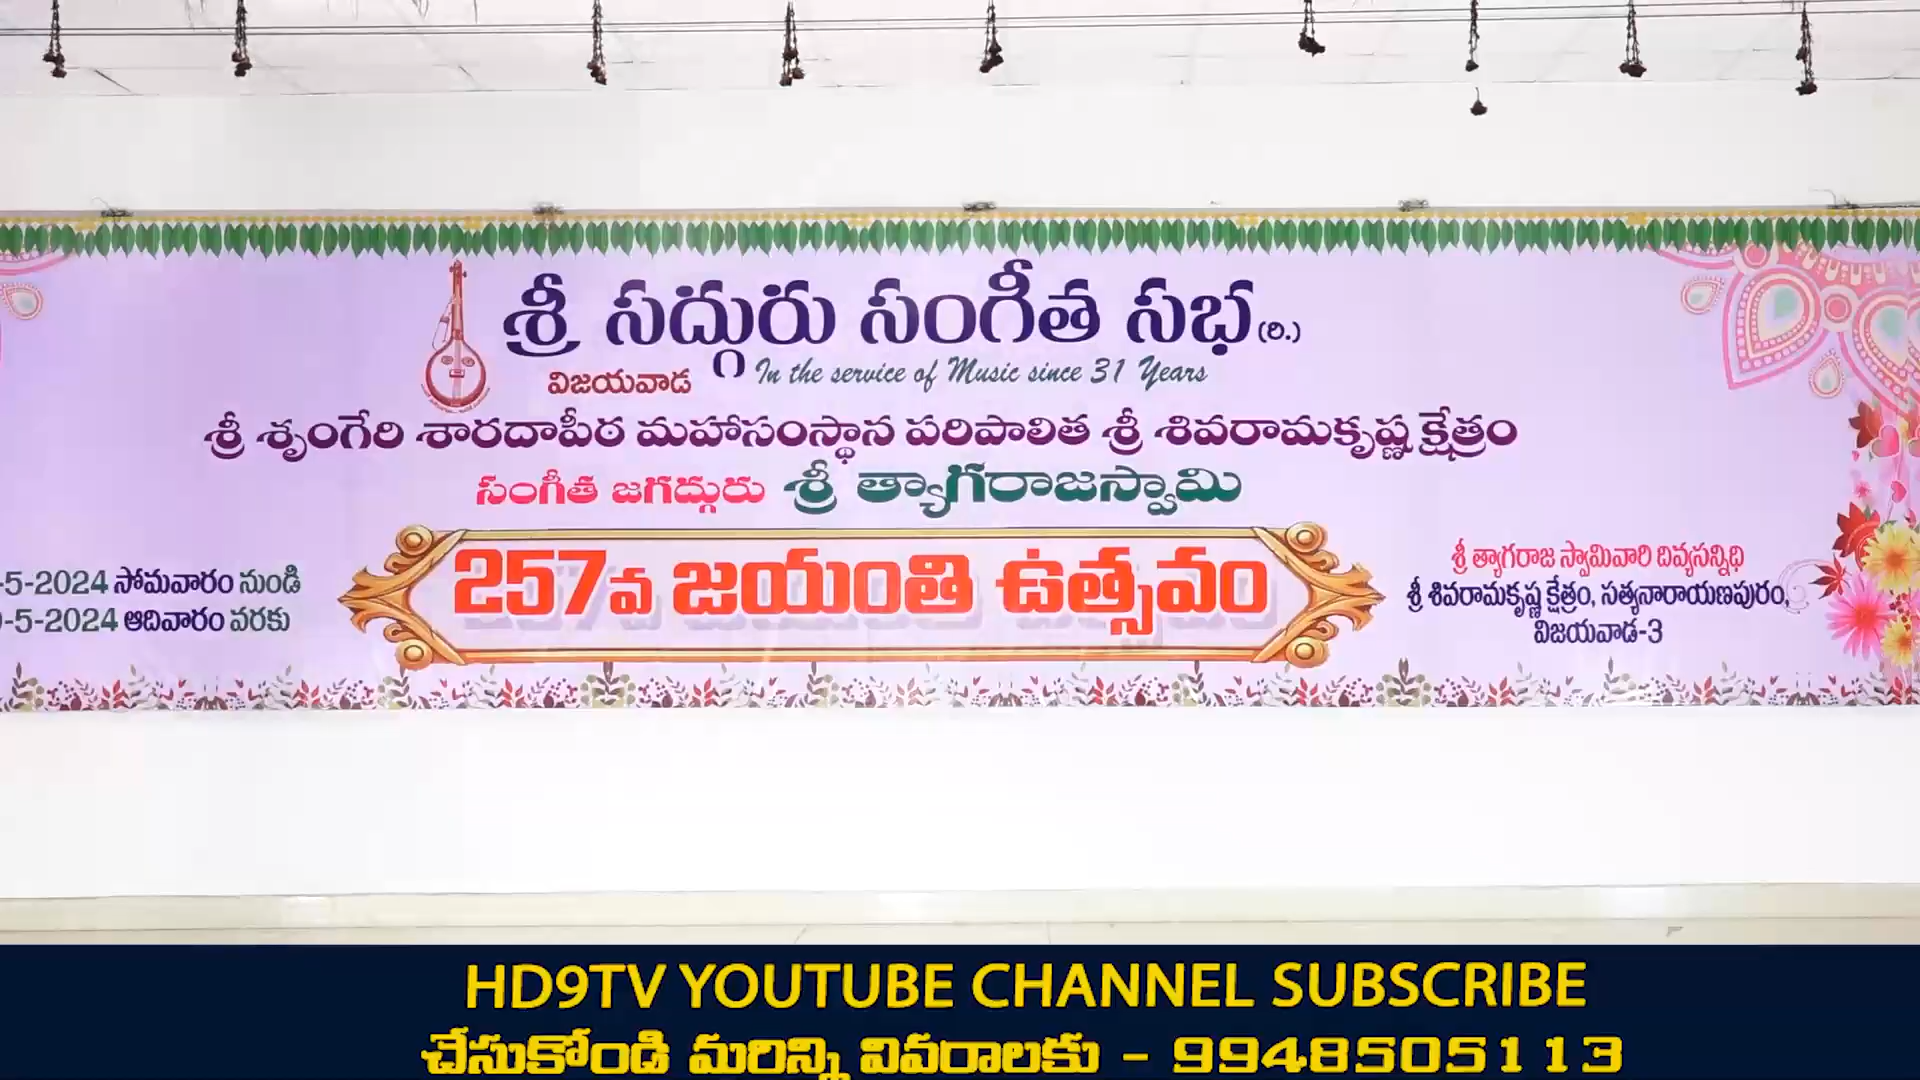 శ్రీ సద్గురు సంగీత సభ (రి.)
విజయవాడ In the service of Music since 31 Years
శ్రీ శృంగేరి శారదాపీఠ మహాసంస్థాన పరిపాలిత శ్రీ శివరామకృష్ణ క్షేత్రం
సంగీత జగద్గురు శ్రీ త్యాగరాజస్వామి
257వ జయంతి ఉత్సవం
-5-2024 సోమవారం నుండి
-5-2024 ఆదివారం వరకు
శ్రీ త్యాగరాజ స్వామివారి దివ్యసన్నిధి
శ్రీ శివరామకృష్ణ క్షేత్రం, సత్యనారాయణపురం,
విజయవాడ-3
HD9TV YOUTUBE CHANNEL SUBSCRIBE
చేసుకోండి మరిన్ని వివరాలకు - 9948505113